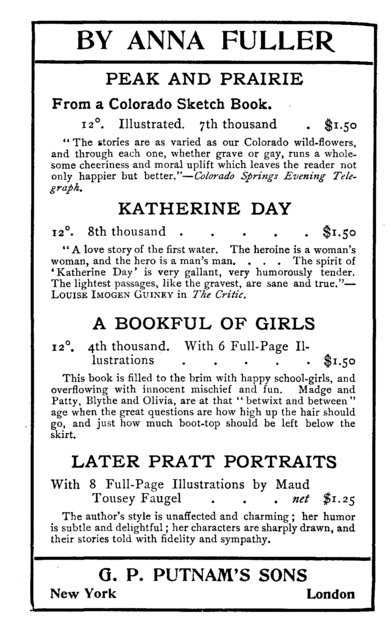 BY ANNA FULLER
PEAK AND PRAIRIE
From a Colorado Sketch Book.
12°. Illustrated. 7th thousand . $1.50
" The stories are as varied as our Colorado wild-flowers,
and through each one, whether grave or gay, runs a whole-
some cheeriness and moral uplift which leaves the reader not
only happier but better."—Colorado Springs Evening Tele-
graph.
KATHERINE DAY
12°. 8th thousand . . . . . $1.50
" A love story of the first water. The heroine is a woman's
woman, and the hero is a man's man. . . . The spirit of
'Katherine Day' is very gallant, very humorously tender.
The lightest passages, like the gravest, are sane and true."—
LOUISE IMOGEN GUINEY in The Critic.
A BOOKFUL OF GIRLS
12°. 4th thousand. With 6 Full-Page Il-
lustrations . . . . . $1.50
This book is filled to the brim with happy school-girls, and
overflowing with innocent mischief and fun. Madge and
Patty, Blythe and Olivia, are at that " betwixt and between "
age when the great questions are how high up the hair should
go, and just how much boot-top should be left below the
skirt.
LATER PRATT PORTRAITS
With 8 Full-Page Illustrations by Maud
Tousey Faugel . . . net $1.25
The author's style is unaffected and charming ; her humor
is subtle and delightful ; her characters are sharply drawn, and
their stories told with fidelity and sympathy.
G. P. PUTNAM'S SONS
New York London